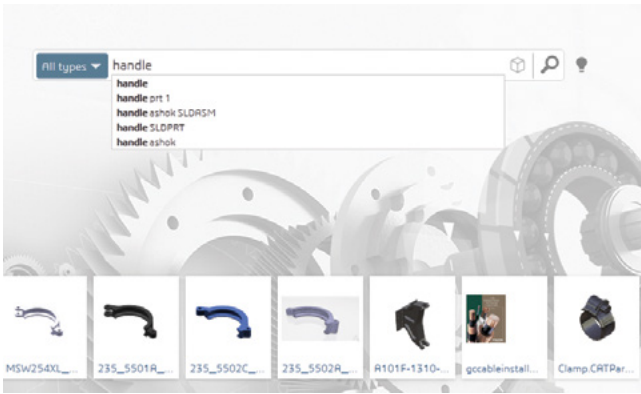 All types
handle
handle
handle prt 1
handle ashok SLDASM
handle SLDPRT
handle ashok
MSW254XL_...
235_5501A_...
235_5502C_...
235_5502A_...
A101F-1310-...
gccableinstall...
Clamp.CATPar...